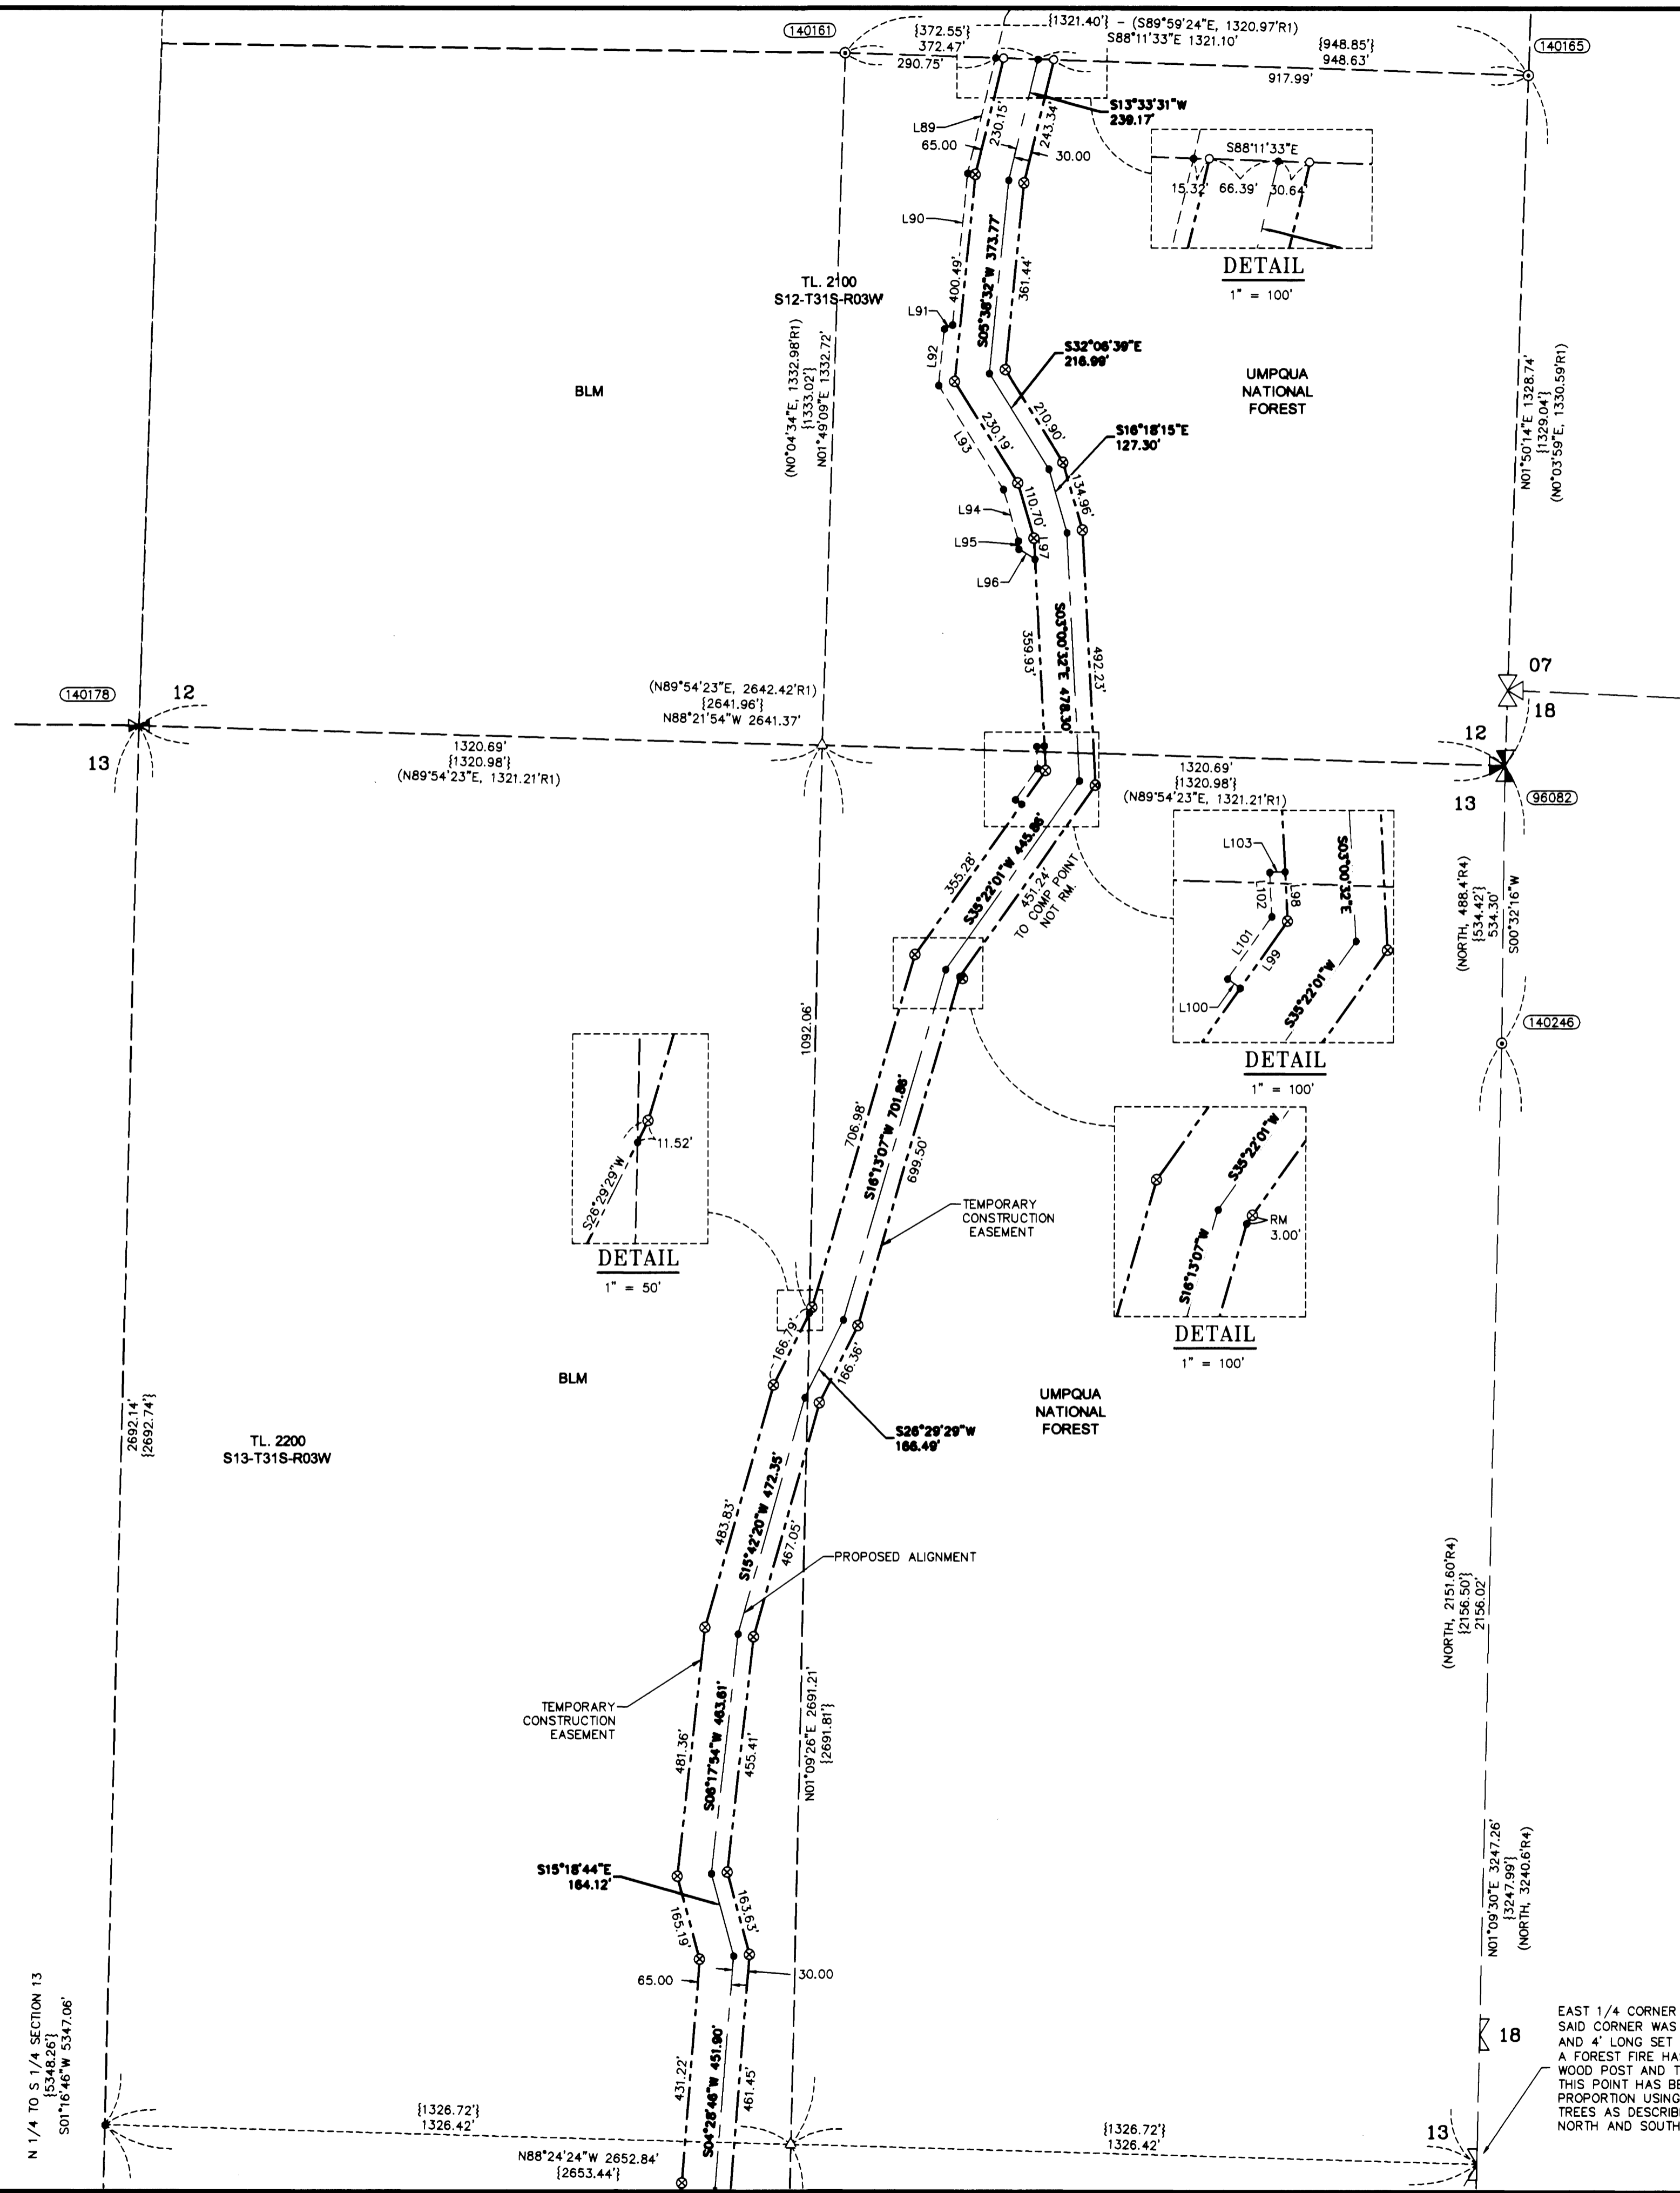 140161
{372.55'}
372.47'
290.75'
{1321.40'} – (S89°59'24"E, 1320.97'R1)
S88°11'33"E 1321.10'
{948.85'}
948.63'
917.99'
140165
S13°33'31"W
239.17'
L89
65.00
230.15'
243.34'
30.00
S88°11'33"E
15.32'
66.39'
30.64'
DETAIL
1" = 100'
L90
400.49'
S05°38'32"W 373.77'
361.44'
TL. 2100
S12-T31S-R03W
L91
L92
(N0°04'34"E, 1332.98'R1)
{1333.02'}
N01°49'09"E 1332.72'
BLM
S32°06'39"E
216.99'
UMPQUA
NATIONAL
FOREST
N01°50'14"E 1328.74'
{1329.04'}
(N0°03'59"E, 1330.59'R1)
L93
230.19'
210.90'
S16°18'15"E
127.30'
L94
110.70'
134.96'
L95
L97
L96
359.93'
S03°00'32"E 478.30'
492.23'
140178
12
13
(N89°54'23"E, 2642.42'R1)
{2641.96'}
N88°21'54"W 2641.37'
1320.69'
{1320.98'}
(N89°54'23"E, 1321.21'R1)
07
18
12
13
1320.69'
{1320.98'}
(N89°54'23"E, 1321.21'R1)
96082
355.28'
S35°22'01"W 445.86'
451.24'
TO COMP POINT
NOT RM.
L103
L102
L98
L101
L99
L100
S03°00'32"E
S35°22'01"W
DETAIL
1" = 100'
(NORTH, 488.4'R4)
{534.42'}
534.30'
S00°32'16"W
140246
1092.06'
11.52'
S26°29'29"W
DETAIL
1" = 50'
706.98'
S16°13'07"W 701.86'
699.50'
TEMPORARY
CONSTRUCTION
EASEMENT
S35°22'01"W
RM
3.00'
S16°13'07"W
DETAIL
1" = 100'
166.79'
166.36'
BLM
UMPQUA
NATIONAL
FOREST
S26°29'29"W
166.49'
2692.14'
{2692.74'}
TL. 2200
S13-T31S-R03W
483.83'
S15°42'20"W 472.35'
467.05'
PROPOSED ALIGNMENT
(NORTH, 2151.60'R4)
{2156.50'}
2156.02'
TEMPORARY
CONSTRUCTION
EASEMENT
481.36'
S06°17'54"W 463.61'
455.41'
N01°09'26"E 2691.21'
{2691.81'}
S15°18'44"E
164.12'
165.19'
163.63'
65.00
30.00
N01°09'30"E 3247.26'
{3247.99'}
(NORTH, 3240.6'R4)
N 1/4 TO S 1/4 SECTION 13
{5348.26'}
S01°16'46"W 5347.06'
431.22'
S04°28'46"W 451.90'
461.45'
{1326.72'}
1326.42'
N88°24'24"W 2652.84'
{2653.44'}
{1326.72'}
1326.42'
18
13
EAST 1/4 CORNER
SAID CORNER WAS
AND 4' LONG SET
A FOREST FIRE HA
WOOD POST AND T
THIS POINT HAS BE
PROPORTION USING
TREES AS DESCRIB
NORTH AND SOUTH